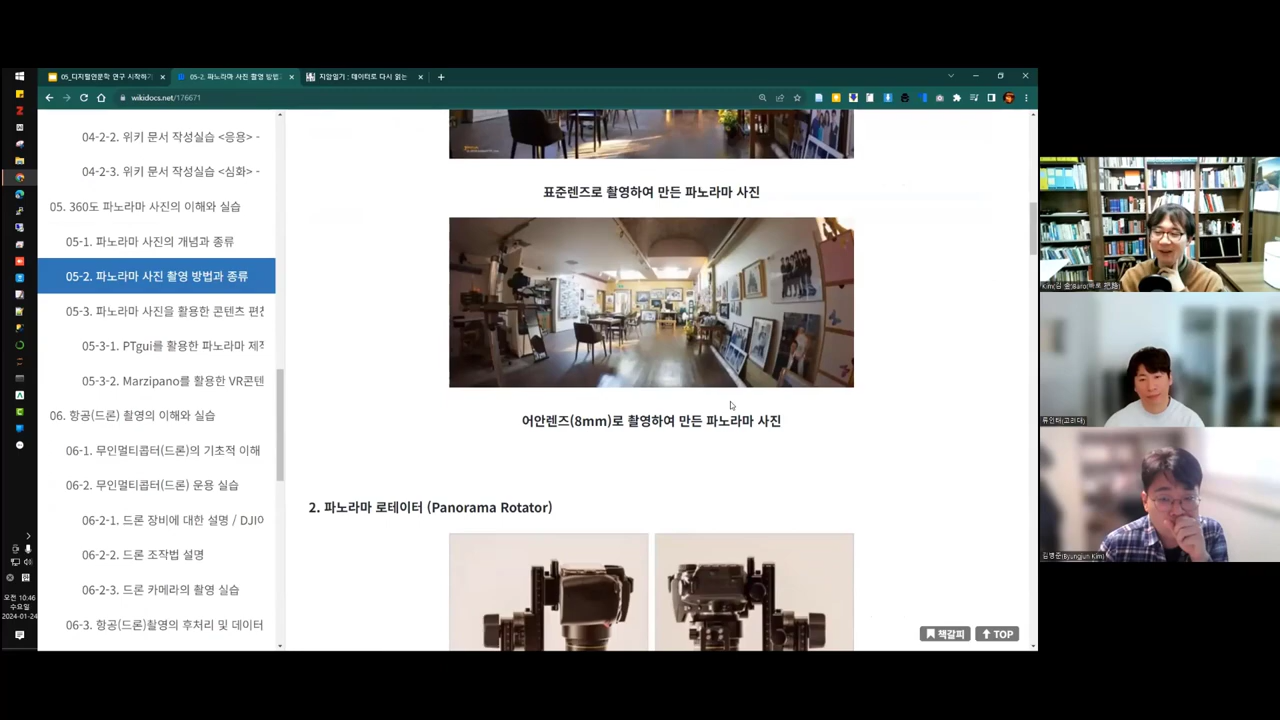 05_디지털인문학 연구 시작하기
05-2. 파노라마 사진 촬영 방법과
지암일기 : 데이터로 다시 읽는
wikidocs.net/176671
04-2-2. 위키 문서 작성실습 <응용> -
04-2-3. 위키 문서 작성실습 <심화> -
05. 360도 파노라마 사진의 이해와 실습
05-1. 파노라마 사진의 개념과 종류
05-2. 파노라마 사진 촬영 방법과 종류
05-3. 파노라마 사진을 활용한 콘텐츠 편찬
05-3-1. PTgui를 활용한 파노라마 제작
05-3-2. Marzipano를 활용한 VR콘텐
06. 항공(드론) 촬영의 이해와 실습
06-1. 무인멀티콥터(드론)의 기초적 이해
06-2. 무인멀티콥터(드론) 운용 실습
06-2-1. 드론 장비에 대한 설명 / DJI
06-2-2. 드론 조작법 설명
06-2-3. 드론 카메라의 촬영 실습
06-3. 항공(드론)촬영의 후처리 및 데이터
표준렌즈로 촬영하여 만든 파노라마 사진
어안렌즈(8mm)로 촬영하여 만든 파노라마 사진
2. 파노라마 로테이터 (Panorama Rotator)
책갈피
TOP
오전 10:46
수요일
2024-01-24
류인태(고려대)
김병준(Byungjun Kim)